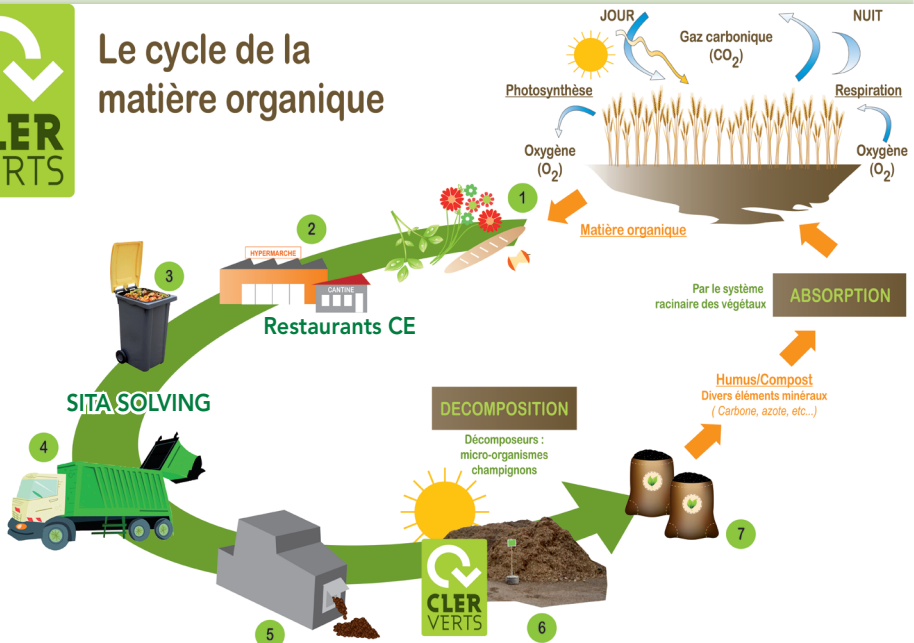 LER
RTS
Le cycle de la
matière organique
JOUR
NUIT
Gaz carbonique
(CO2)
Photosynthèse
Respiration
Oxygène
(O2)
Oxygène
(O2)
Matière organique
1
2
HYPERMARCHE
CANTINE
Restaurants CE
3
SITA SOLVING
4
5
DECOMPOSITION
Décomposeurs :
micro-organismes
champignons
CLER
VERTS
6
7
Humus/Compost
Divers éléments minéraux
( Carbone, azote, etc...)
Par le système
racinaire des végétaux
ABSORPTION